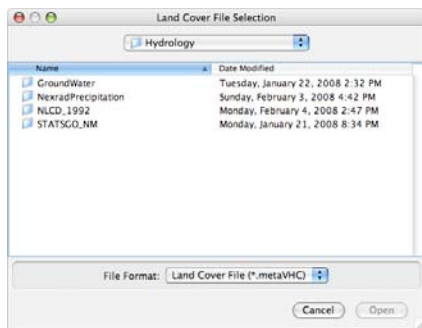 Land Cover File Selection
Hydrology
Name Date Modified
GroundWater Tuesday, January 22, 2008 2:32 PM
NexradPrecipitation Sunday, February 3, 2008 4:42 PM
NLCD_1992 Monday, February 4, 2008 2:47 PM
STATSGO_NM Monday, January 21, 2008 8:34 PM
File Format: Land Cover File (*.metaVHC)
Cancel Open